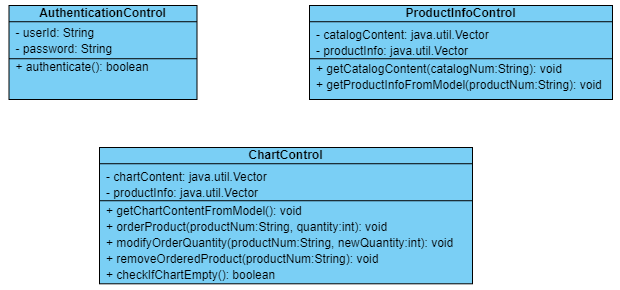 AuthenticationControl
- userId: String
- password: String
+ authenticate(): boolean
ProductInfoControl
- catalogContent: java.util.Vector
- productinfo: java.util.Vector
+ getCatalogContent(catalogNum:String): void
+ getProductInfoFromModel(productNum:String): void
ChartControl
- chartContent: java.util.Vector
- productinfo: java.util.Vector
+ getChartContentFromModel(): void
+ orderProduct(productNum:String, quantity:int): void
+ modifyOrderQuantity(productNum:String, newQuantity:int): void
+ removeOrderedProduct(productNum:String): void
+ checkIfChartEmpty(): boolean